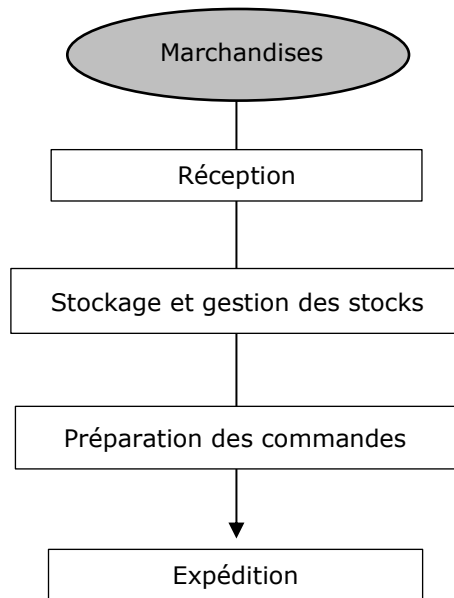 Marchandises
Réception
Stockage et gestion des stocks
Préparation des commandes
Expédition